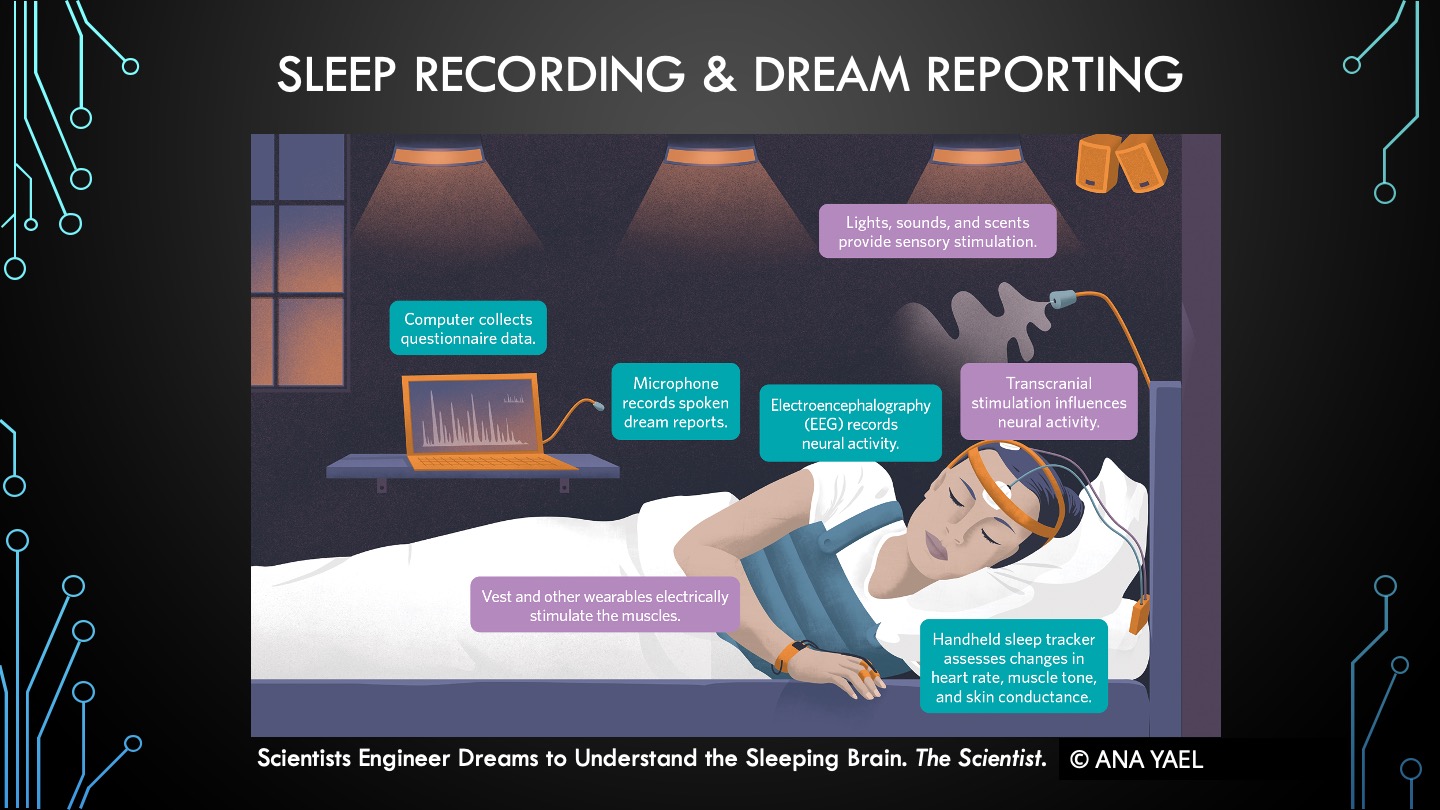 SLEEP RECORDING & DREAM REPORTING
Lights, sounds, and scents
provide sensory stimulation.
Computer collects
questionnaire data.
Microphone
records spoken
dream reports.
Electroencephalography
(EEG) records
neural activity.
Transcranial
stimulation influences
neural activity.
Vest and other wearables electrically
stimulate the muscles.
Handheld sleep tracker
assesses changes in
heart rate, muscle tone,
and skin conductance.
Scientists Engineer Dreams to Understand the Sleeping Brain. The Scientist. © ANA YAEL